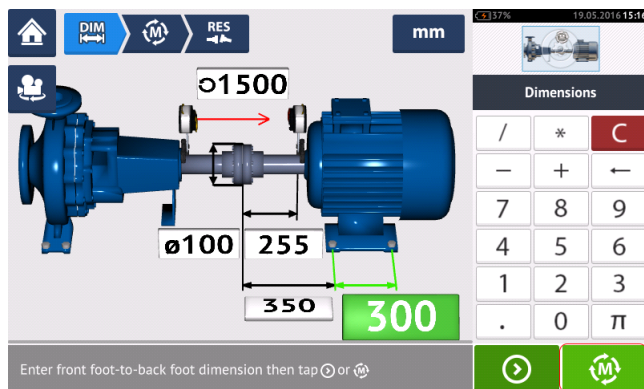 DIM
M
RES
mm
37%
19.05.2016 15:16
1500
Dimensions
/ * C
− + ←
7 8 9
4 5 6
1 2 3
. 0 π
ø100
255
350
300
Enter front foot-to-back foot dimension then tap or M
M